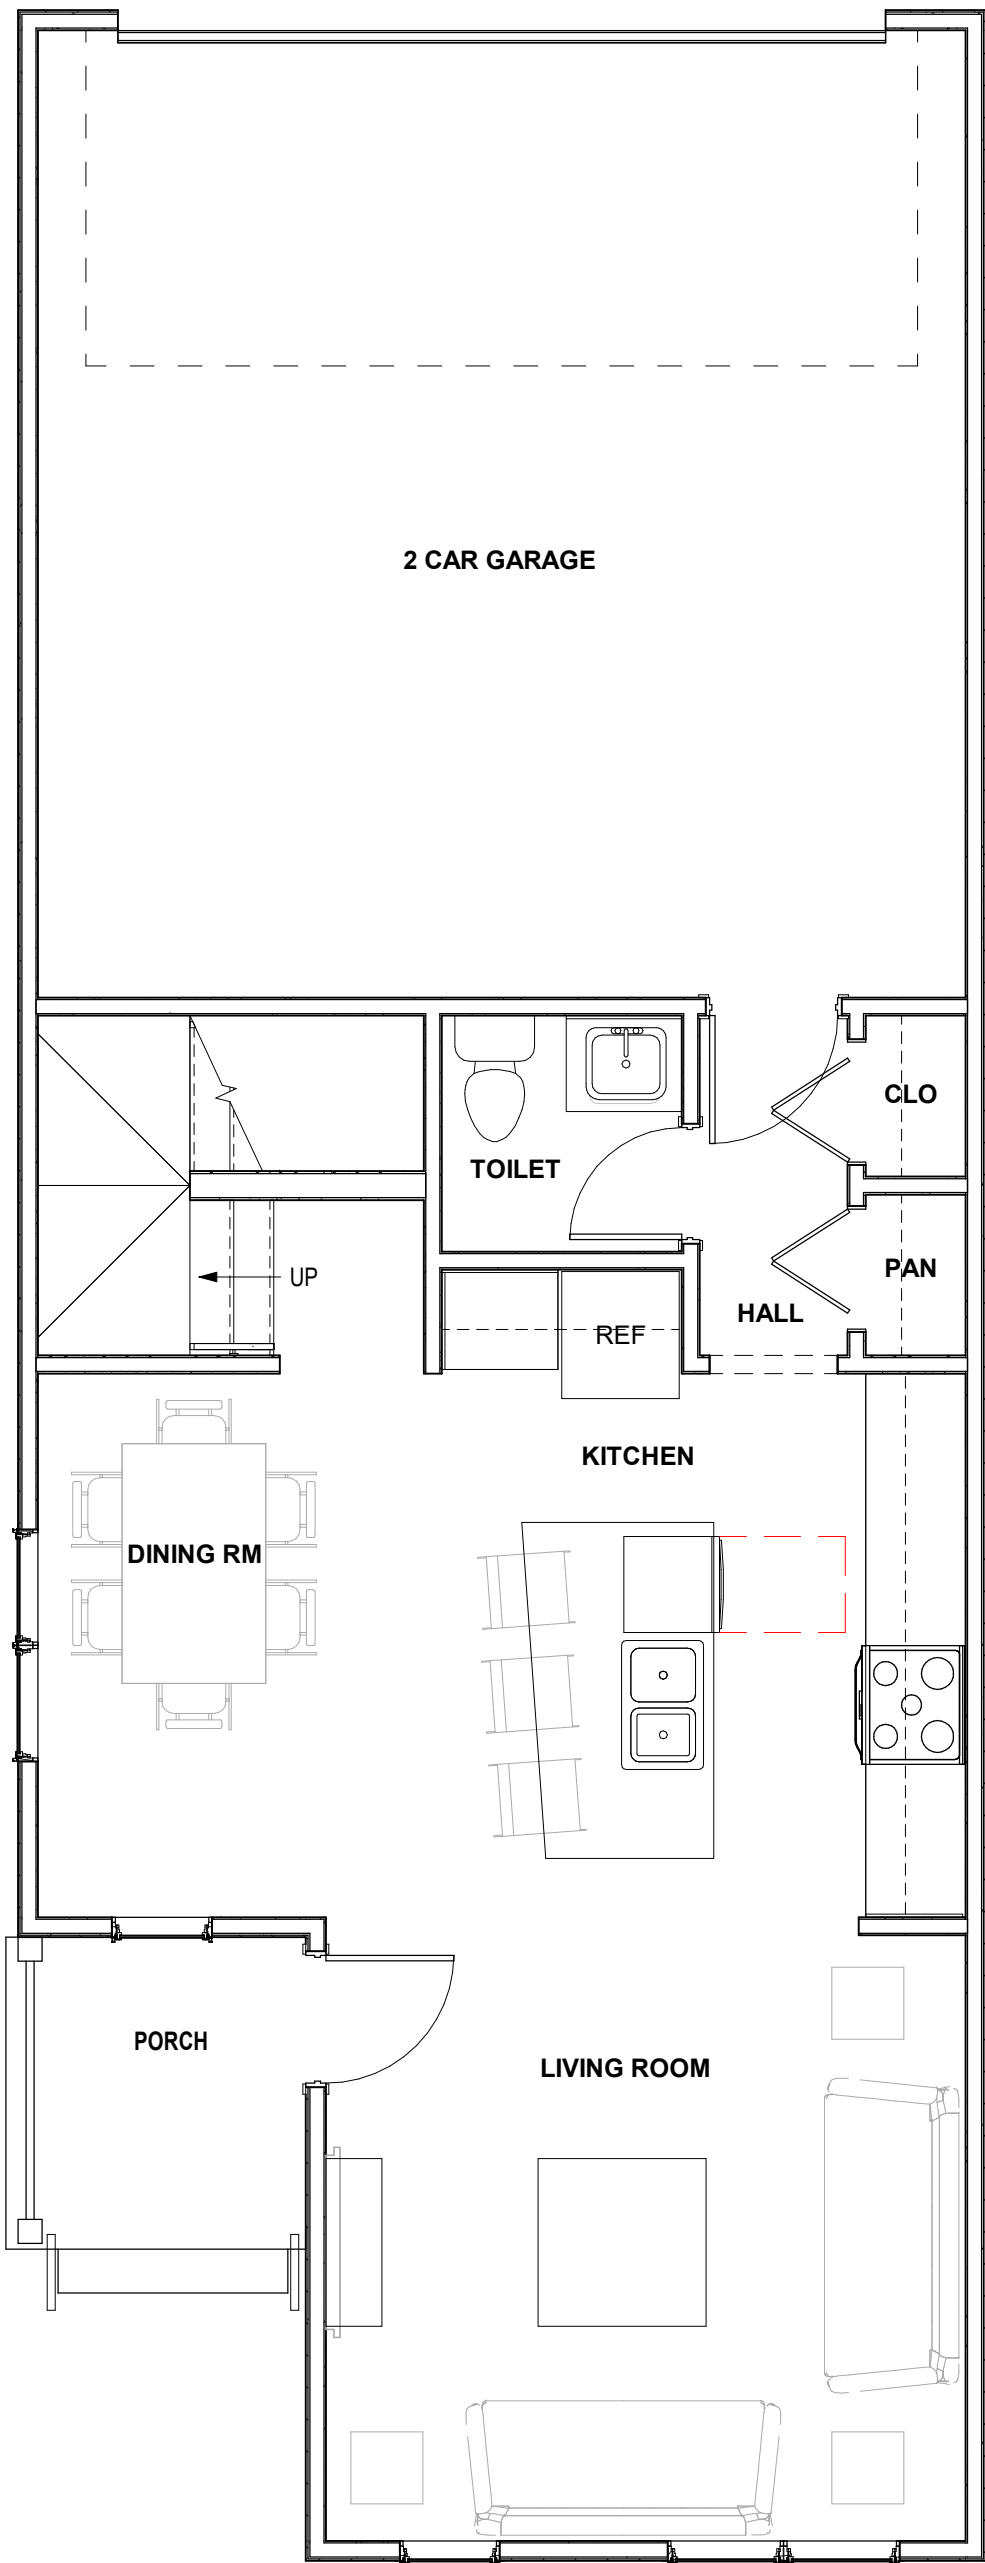 2 CAR GARAGE
CLO
TOILET
PAN
UP
HALL
REF
KITCHEN
DINING RM
PORCH
LIVING ROOM